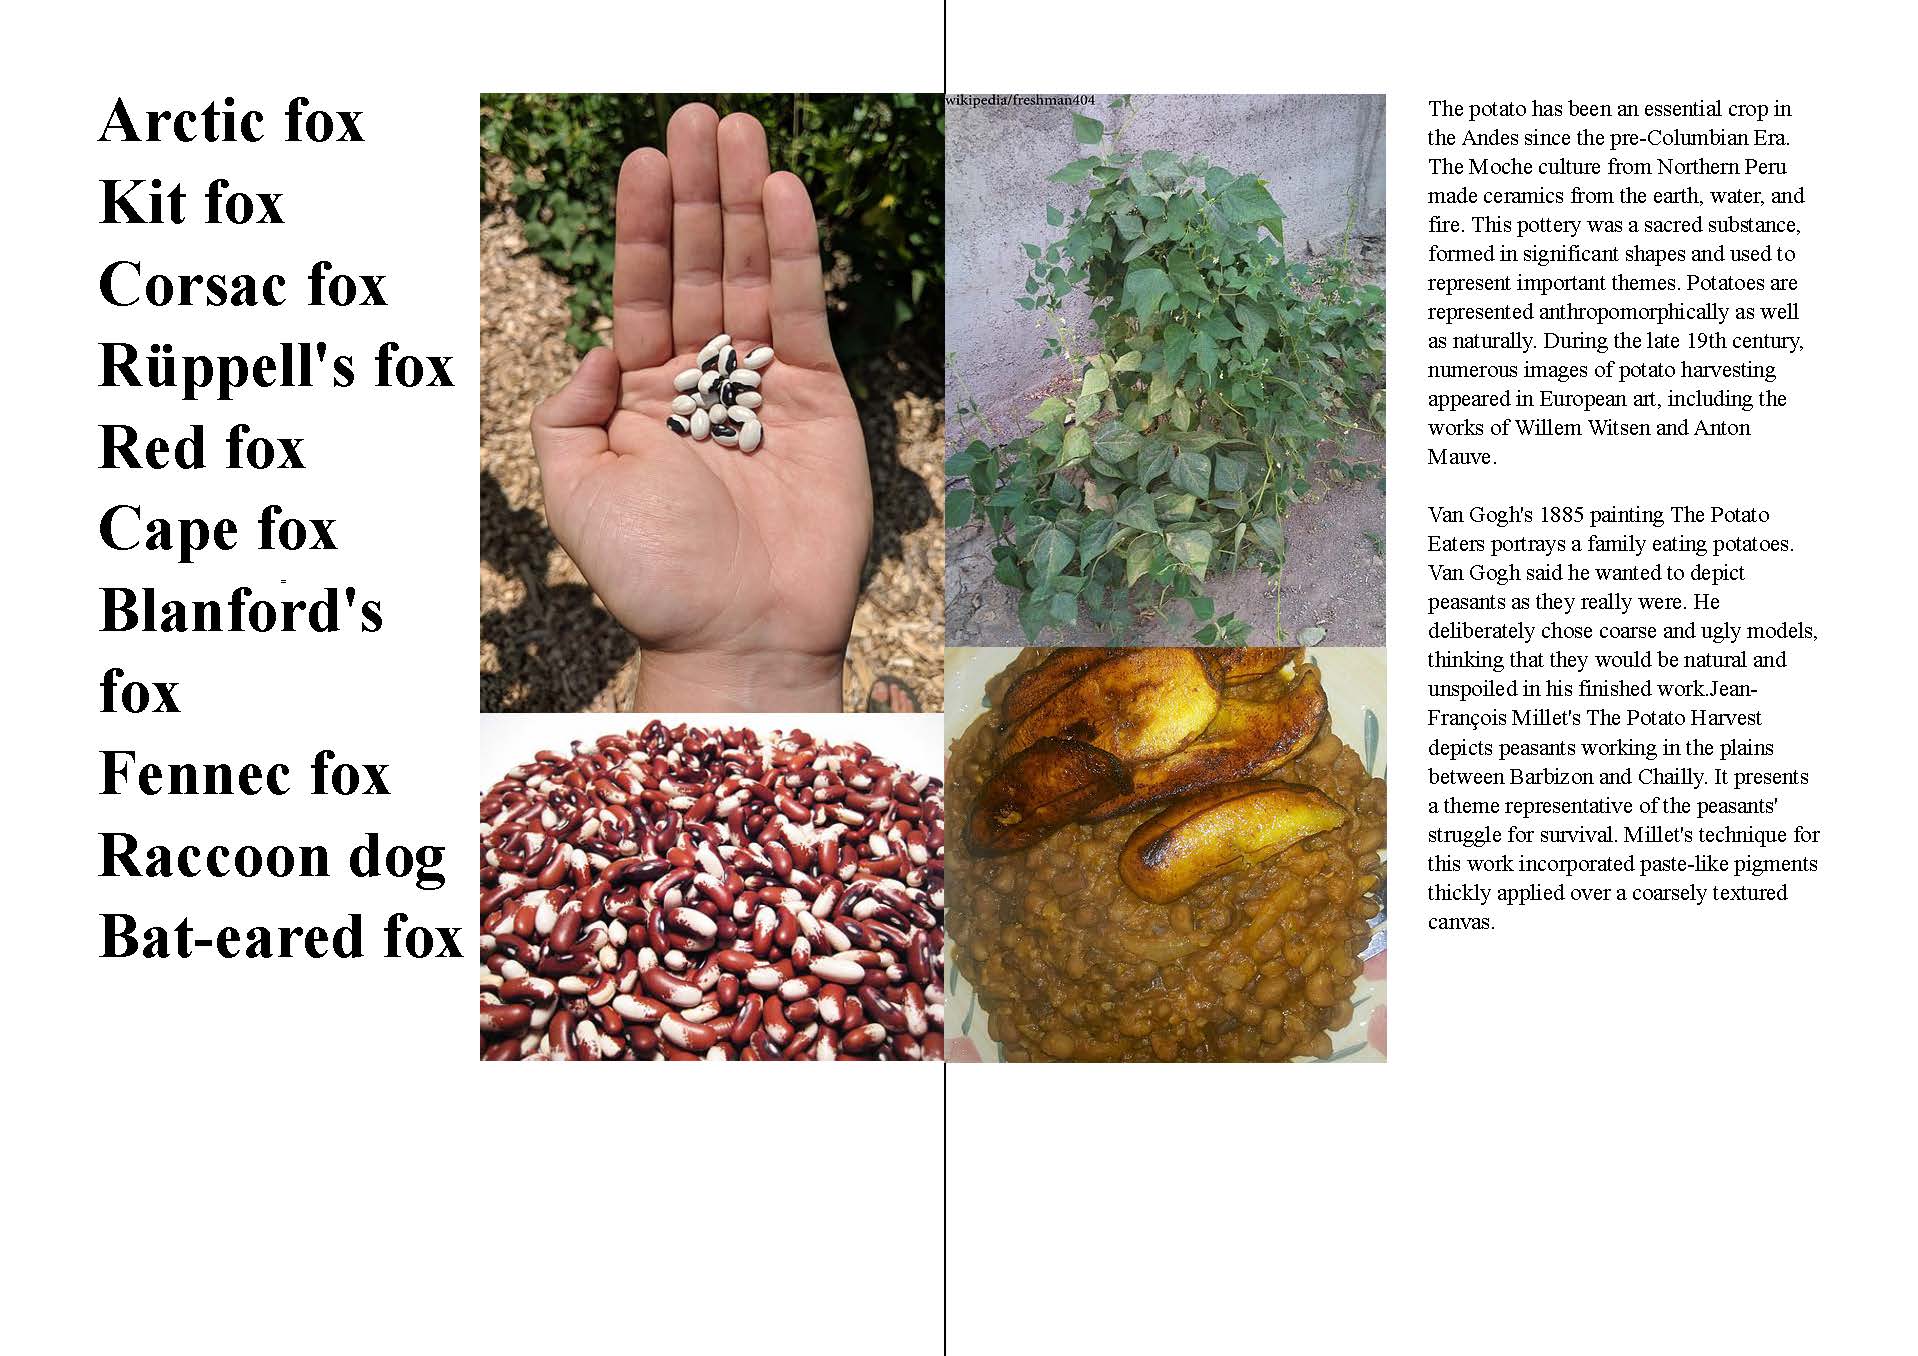 Arctic fox
Kit fox
Corsac fox
Rüppell's fox
Red fox
Cape fox
=
Blanford's
fox
Fennec fox
Raccoon dog
Bat-eared fox
wikipedia/freshman404
The potato has been an essential crop in
the Andes since the pre-Columbian Era.
The Moche culture from Northern Peru
made ceramics from the earth, water, and
fire. This pottery was a sacred substance,
formed in significant shapes and used to
represent important themes. Potatoes are
represented anthropomorphically as well
as naturally. During the late 19th century,
numerous images of potato harvesting
appeared in European art, including the
works of Willem Witsen and Anton
Mauve.
Van Gogh's 1885 painting The Potato
Eaters portrays a family eating potatoes.
Van Gogh said he wanted to depict
peasants as they really were. He
deliberately chose coarse and ugly models,
thinking that they would be natural and
unspoiled in his finished work.Jean-
François Millet's The Potato Harvest
depicts peasants working in the plains
between Barbizon and Chailly. It presents
a theme representative of the peasants'
struggle for survival. Millet's technique for
this work incorporated paste-like pigments
thickly applied over a coarsely textured
canvas.